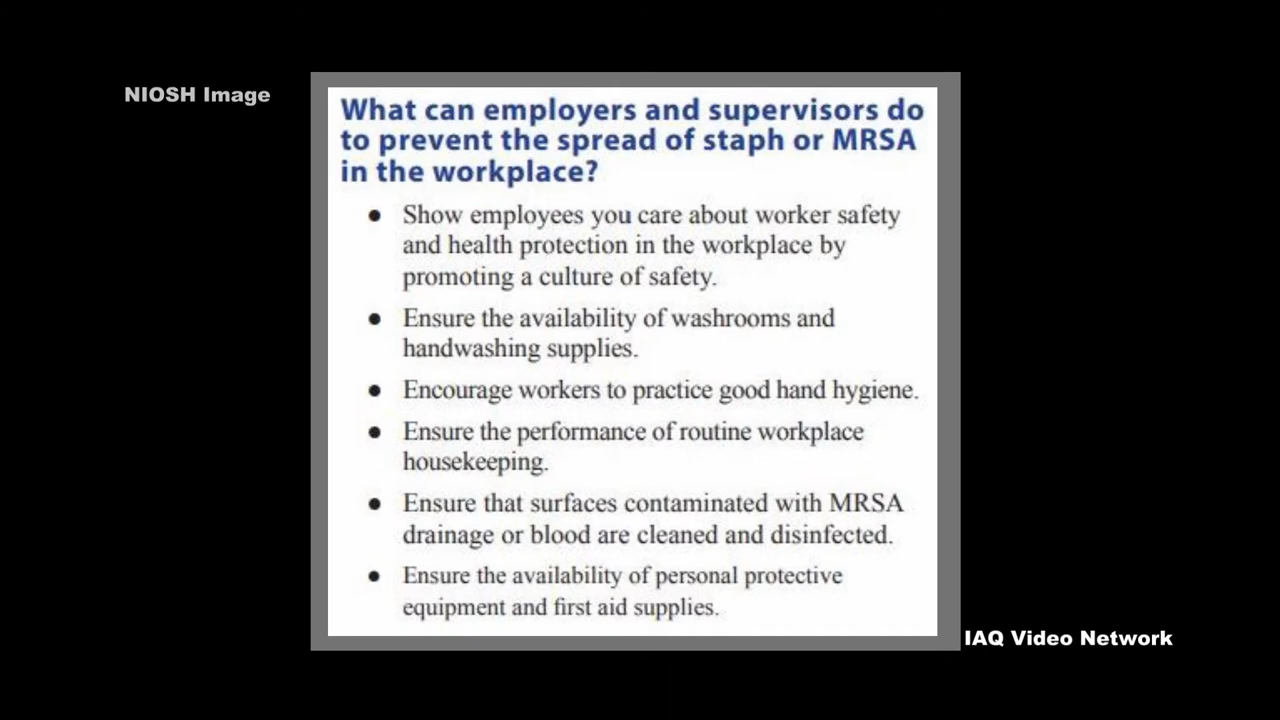 NIOSH Image
What can employers and supervisors do
to prevent the spread of staph or MRSA
in the workplace?
● Show employees you care about worker safety
and health protection in the workplace by
promoting a culture of safety.
● Ensure the availability of washrooms and
handwashing supplies.
● Encourage workers to practice good hand hygiene.
● Ensure the performance of routine workplace
housekeeping.
● Ensure that surfaces contaminated with MRSA
drainage or blood are cleaned and disinfected.
● Ensure the availability of personal protective
equipment and first aid supplies.
IAQ Video Network